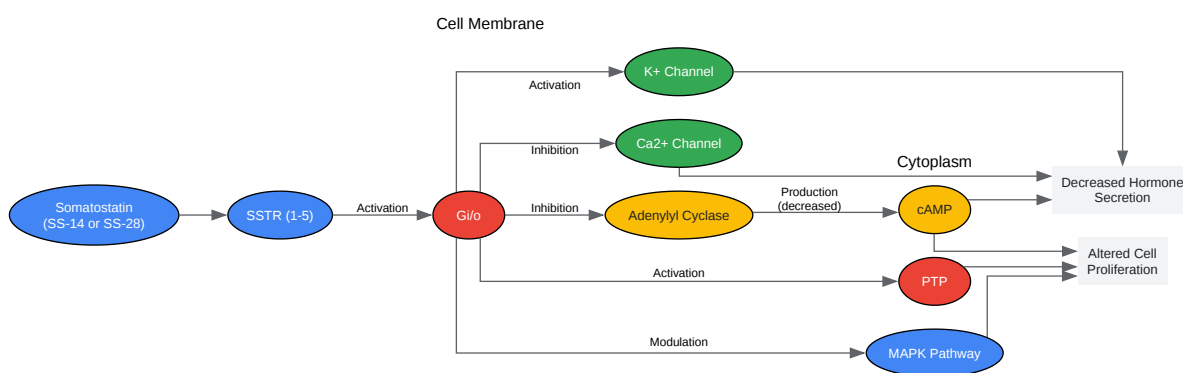 Cell Membrane
K+ Channel
Activation
Ca2+ Channel
Inhibition
Cytoplasm
Somatostatin
(SS-14 or SS-28)
SSTR (1-5)
Activation
Gi/o
Inhibition
Adenylyl Cyclase
Production
(decreased)
cAMP
Decreased Hormone
Secretion
Altered Cell
Proliferation
Activation
PTP
Modulation
MAPK Pathway